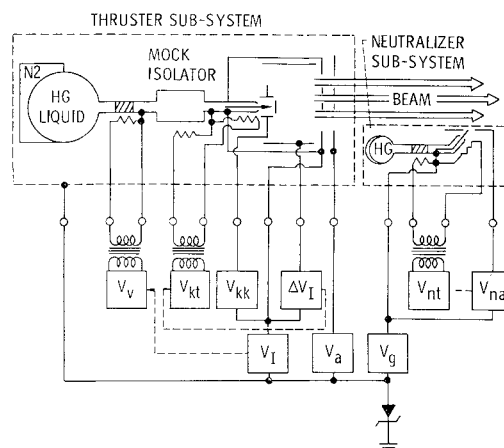 THRUSTER SUB-SYSTEM
NEUTRALIZER
SUB-SYSTEM
MOCK
ISOLATOR
N2
HG
LIQUID
BEAM
HG
Vv
Vkt
Vkk
ΔVI
Vnt
Vna
VI
Va
Vg